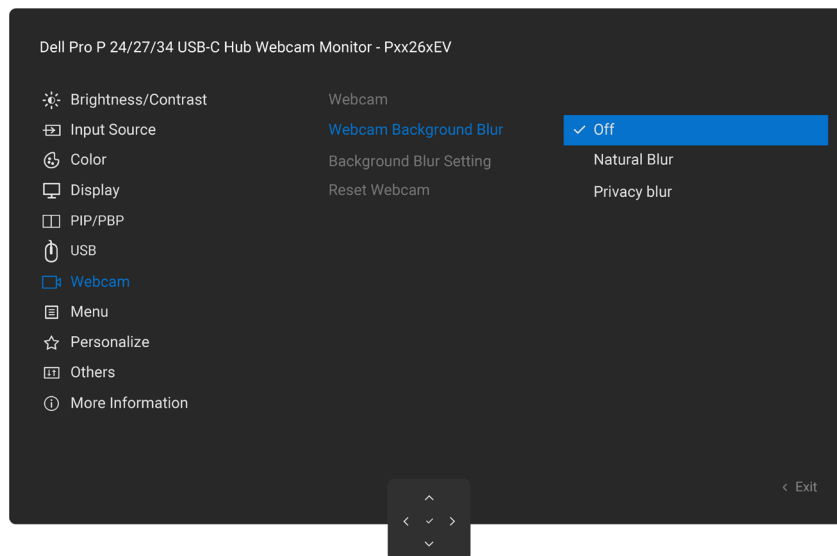 Dell Pro P 24/27/34 USB-C Hub Webcam Monitor - Pxx26xEV
Brightness/Contrast
Input Source
Color
Display
PIP/PBP
USB
Webcam
Menu
Personalize
Others
More Information
Webcam
Webcam Background Blur
Background Blur Setting
Reset Webcam
Off
Natural Blur
Privacy blur
Exit